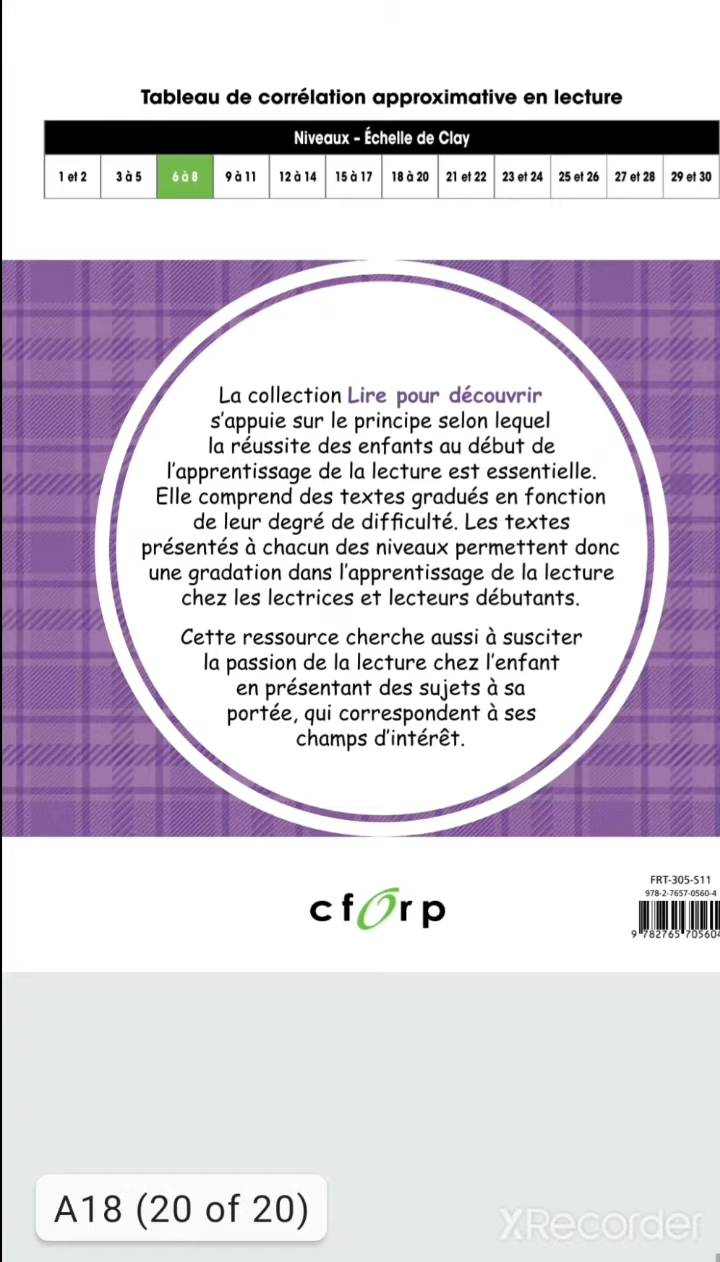 Tableau de corrélation approximative en lecture
Niveaux - Échelle de Clay
1 et 2 3 à 5 6 à 8 9 à 11 12 à 14 15 à 17 18 à 20 21 et 22 23 et 24 25 et 26 27 et 28 29 et 30
La collection Lire pour découvrir
s'appuie sur le principe selon lequel
la réussite des enfants au début de
l'apprentissage de la lecture est essentielle.
Elle comprend des textes gradués en fonction
de leur degré de difficulté. Les textes
présentés à chacun des niveaux permettent donc
une gradation dans l'apprentissage de la lecture
chez les lectrices et lecteurs débutants.
Cette ressource cherche aussi à susciter
la passion de la lecture chez l'enfant
en présentant des sujets à sa
portée, qui correspondent à ses
champs d'intérêt.
cforp
FRT-305-S11
978-2-7657-0560-4
9 782765 705604
A18 (20 of 20)
XRecorder